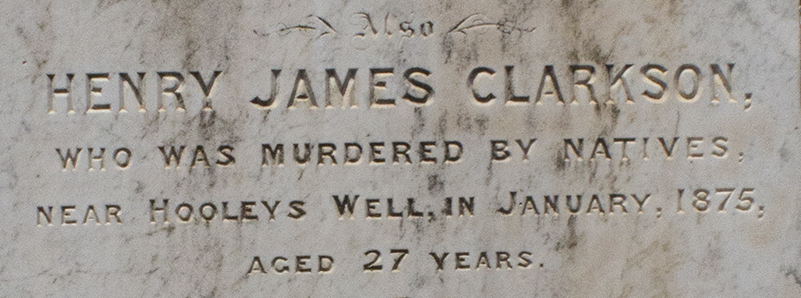 Also
HENRY JAMES CLARKSON,
WHO WAS MURDERED BY NATIVES,
NEAR HOOLEYS WELL, IN JANUARY, 1875,
AGED 27 YEARS.